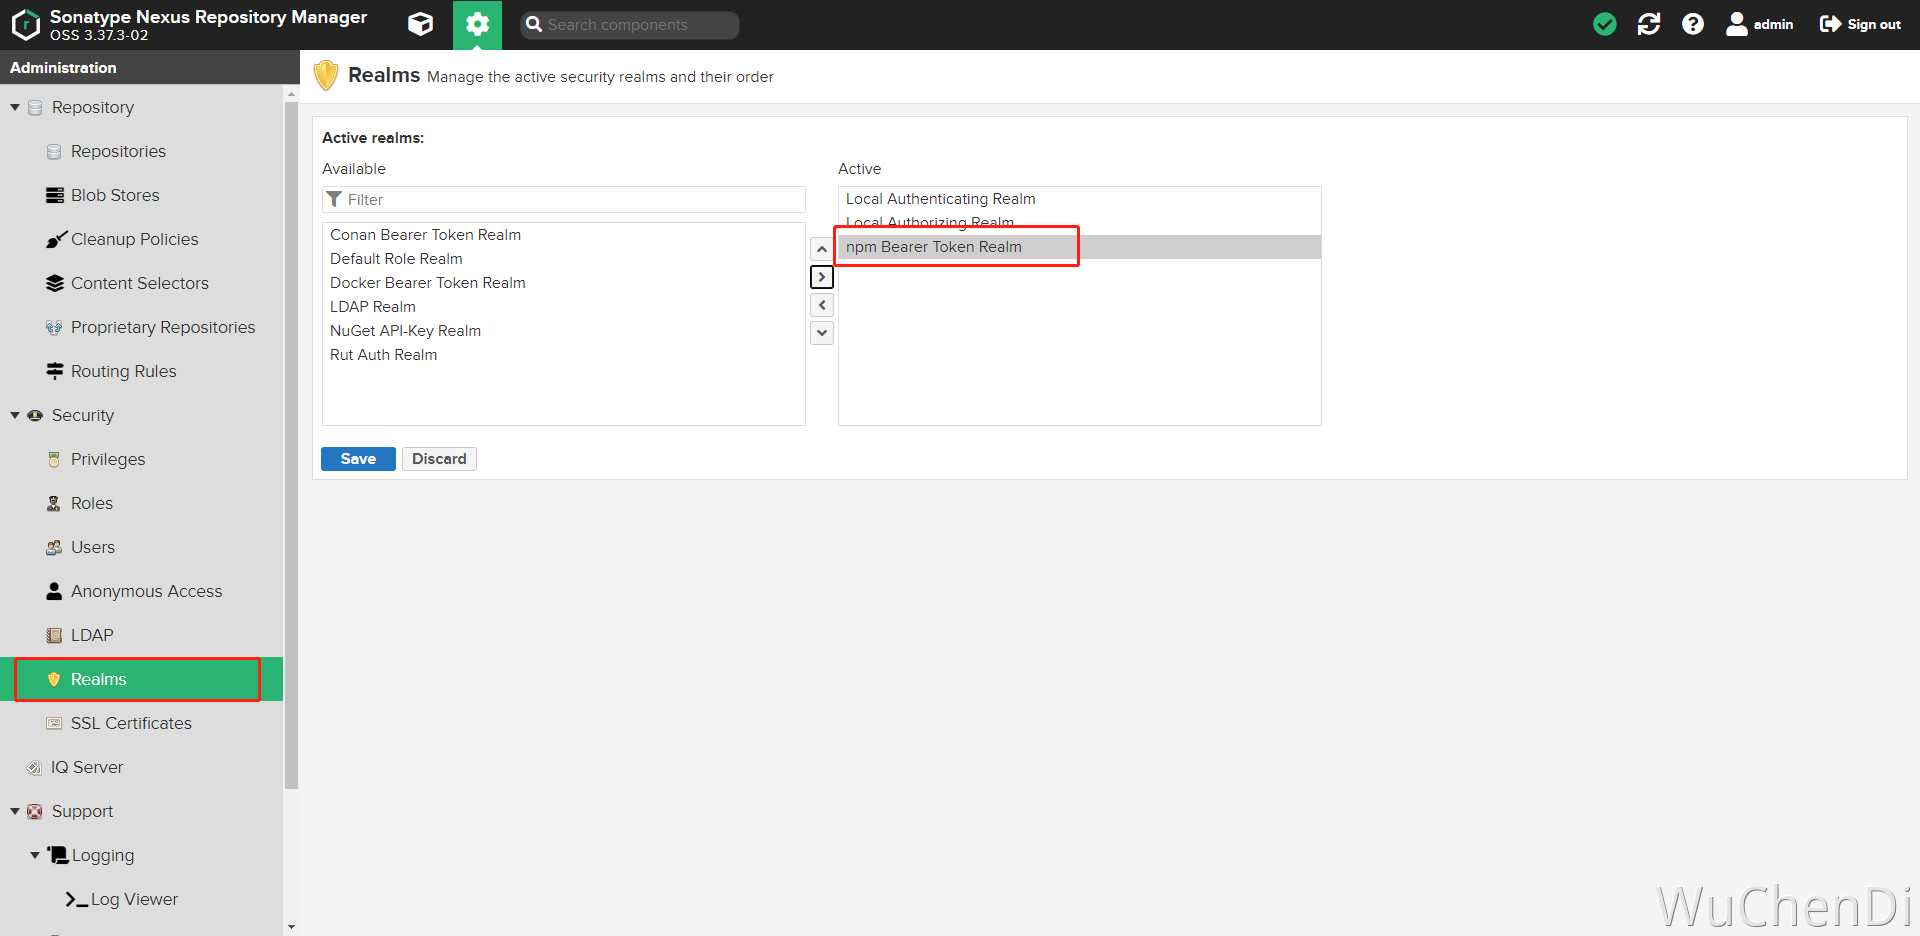 Sonatype Nexus Repository Manager
OSS 3.37.3-02
Search components
admin
Sign out
Administration
Repository
Repositories
Blob Stores
Cleanup Policies
Content Selectors
Proprietary Repositories
Routing Rules
Security
Privileges
Roles
Users
Anonymous Access
LDAP
Realms
SSL Certificates
IQ Server
Support
Logging
Log Viewer
Realms Manage the active security realms and their order
Active realms:
Available
Filter
Conan Bearer Token Realm
Default Role Realm
Docker Bearer Token Realm
LDAP Realm
NuGet API-Key Realm
Rut Auth Realm
Active
Local Authenticating Realm
Local Authorizing Realm
npm Bearer Token Realm
Save
Discard
WuChenDi